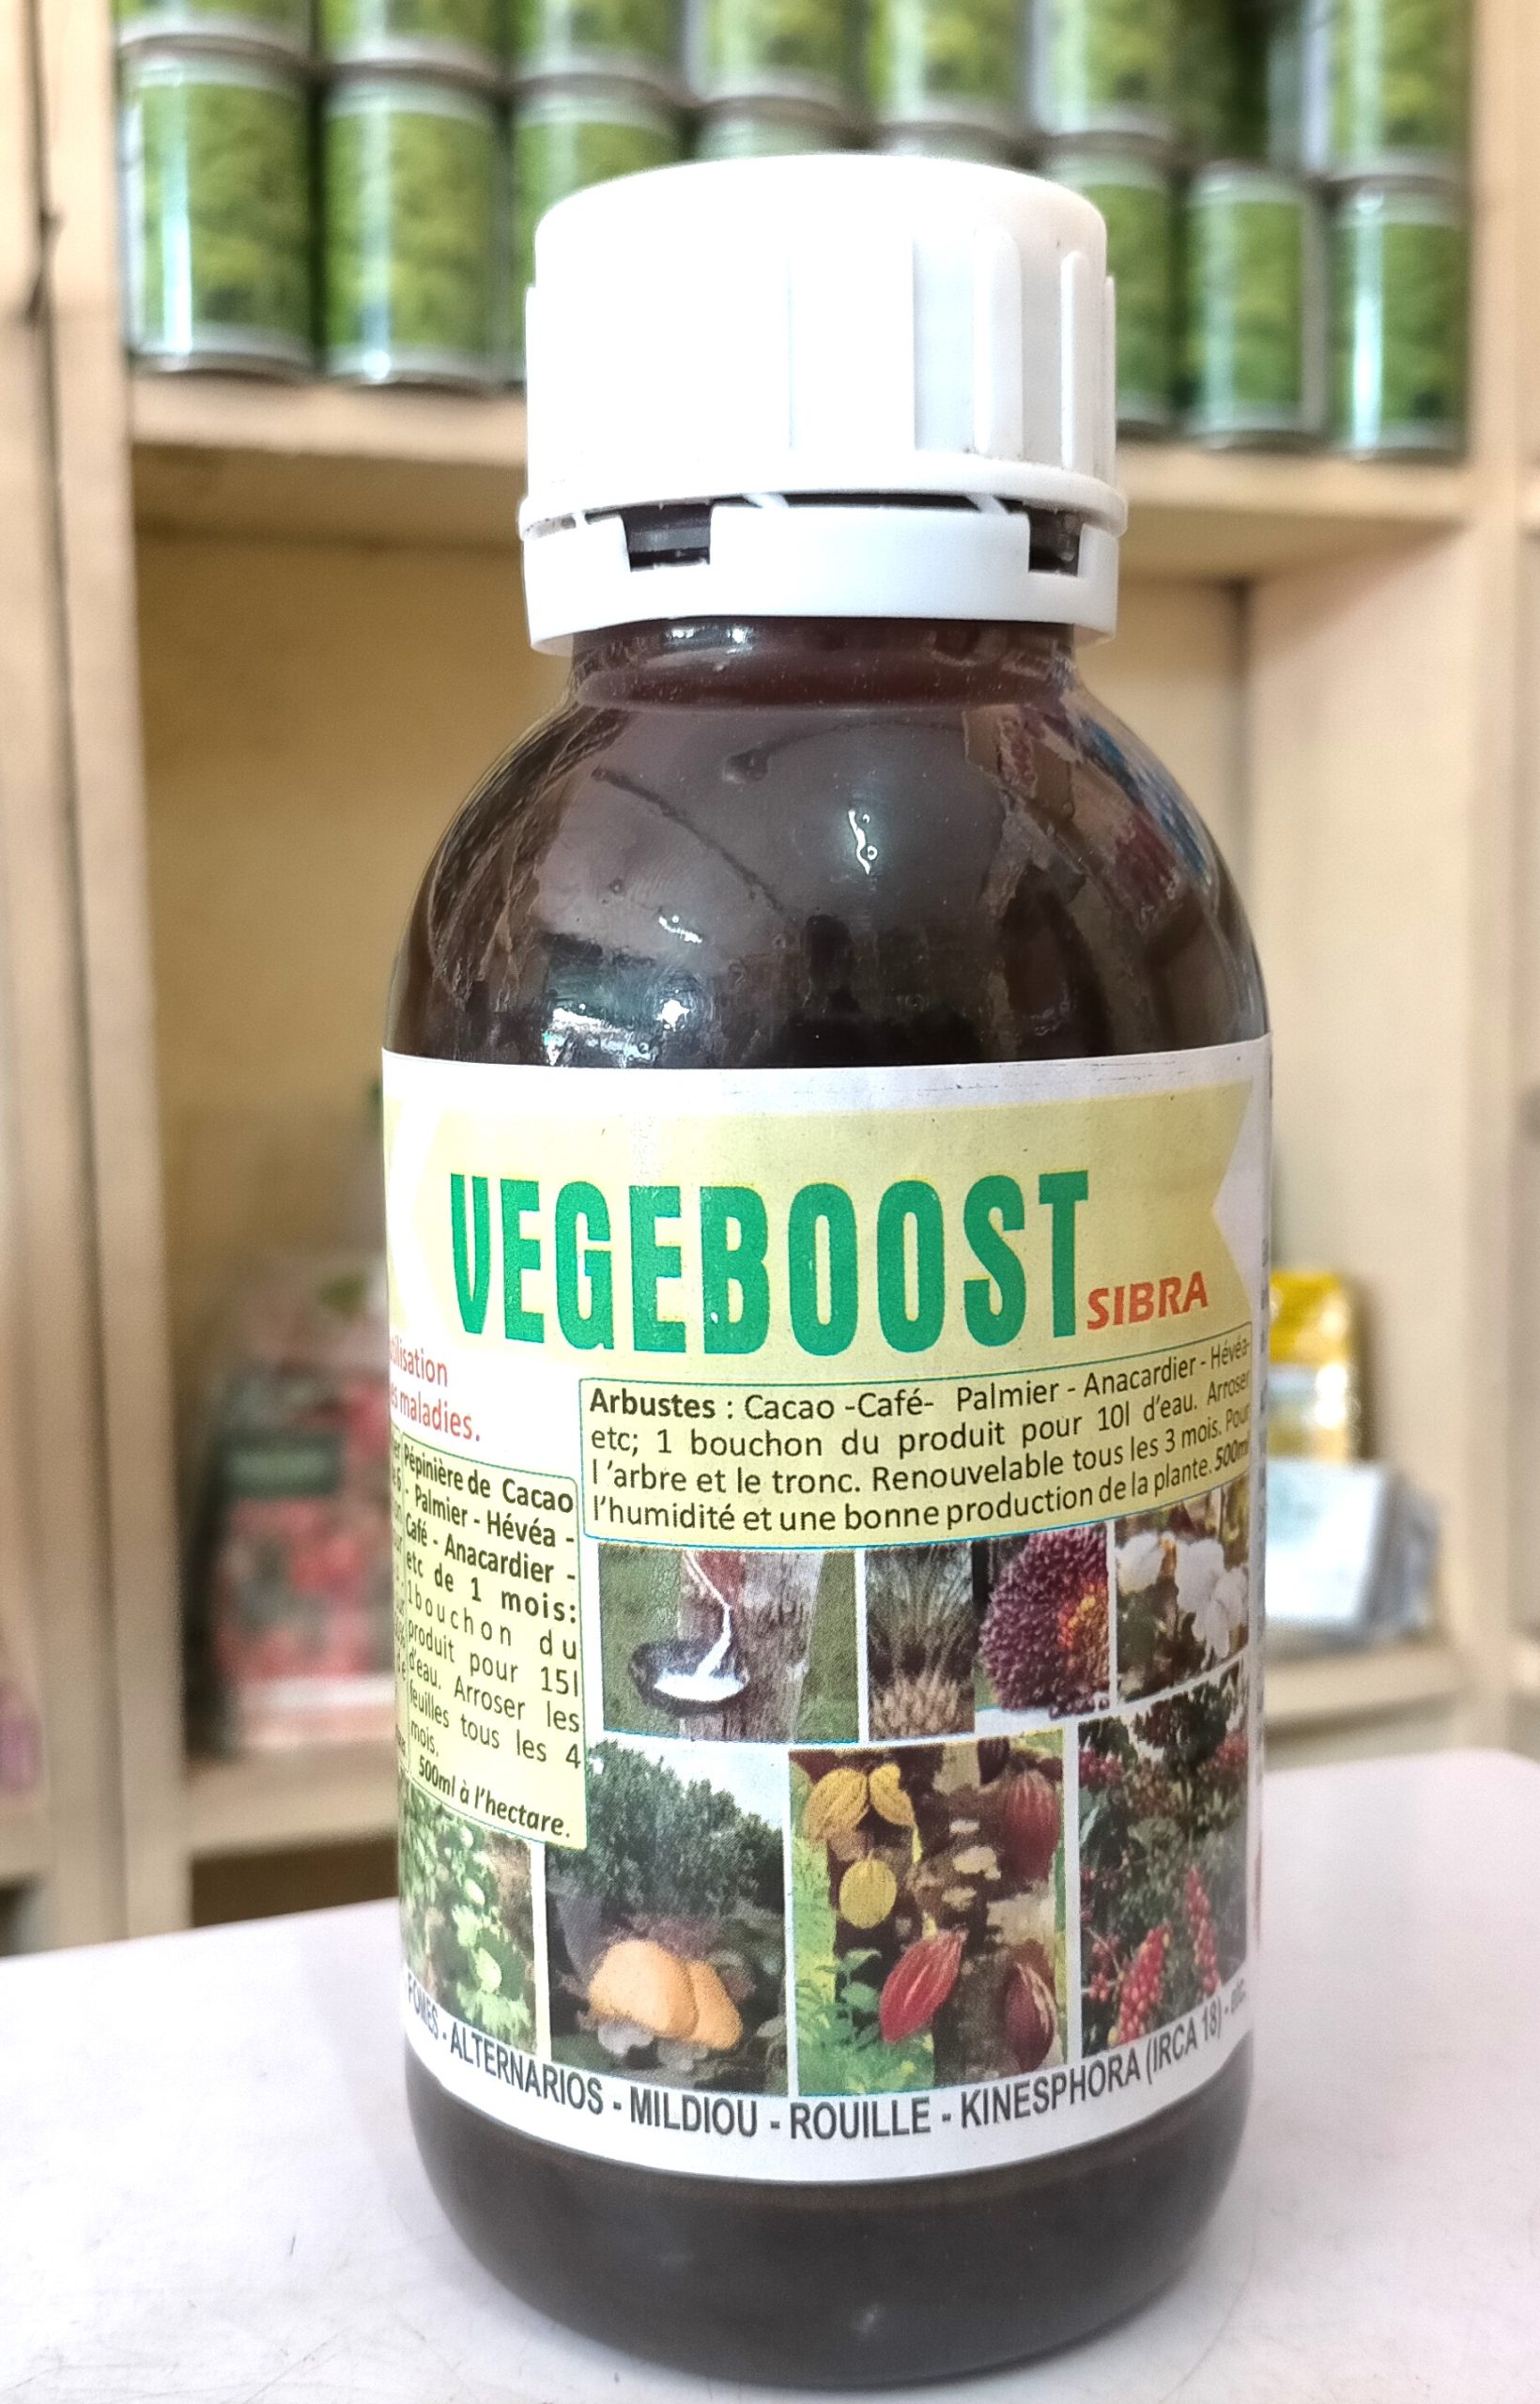 VEGEBOOST
SIBRA
maladies.
Arbustes : Cacao -Café- Palmier - Anacardier - Hévéa-
etc; 1 bouchon du produit pour 10l d'eau. Arroser
l 'arbre et le tronc. Renouvelable tous les 3 mois. Pour
l'humidité et une bonne production de la plante. 500ml
Pépinière de Cacao
- Palmier - Hévéa -
Café - Anacardier -
etc de 1 mois:
1bouchon du
produit pour 15l
d'eau. Arroser les
feuilles tous les 4
mois.
500ml à l'hectare.
- ALTERNARIOS - MILDIOU - ROUILLE - KINESPHORA (IRCA 18) -